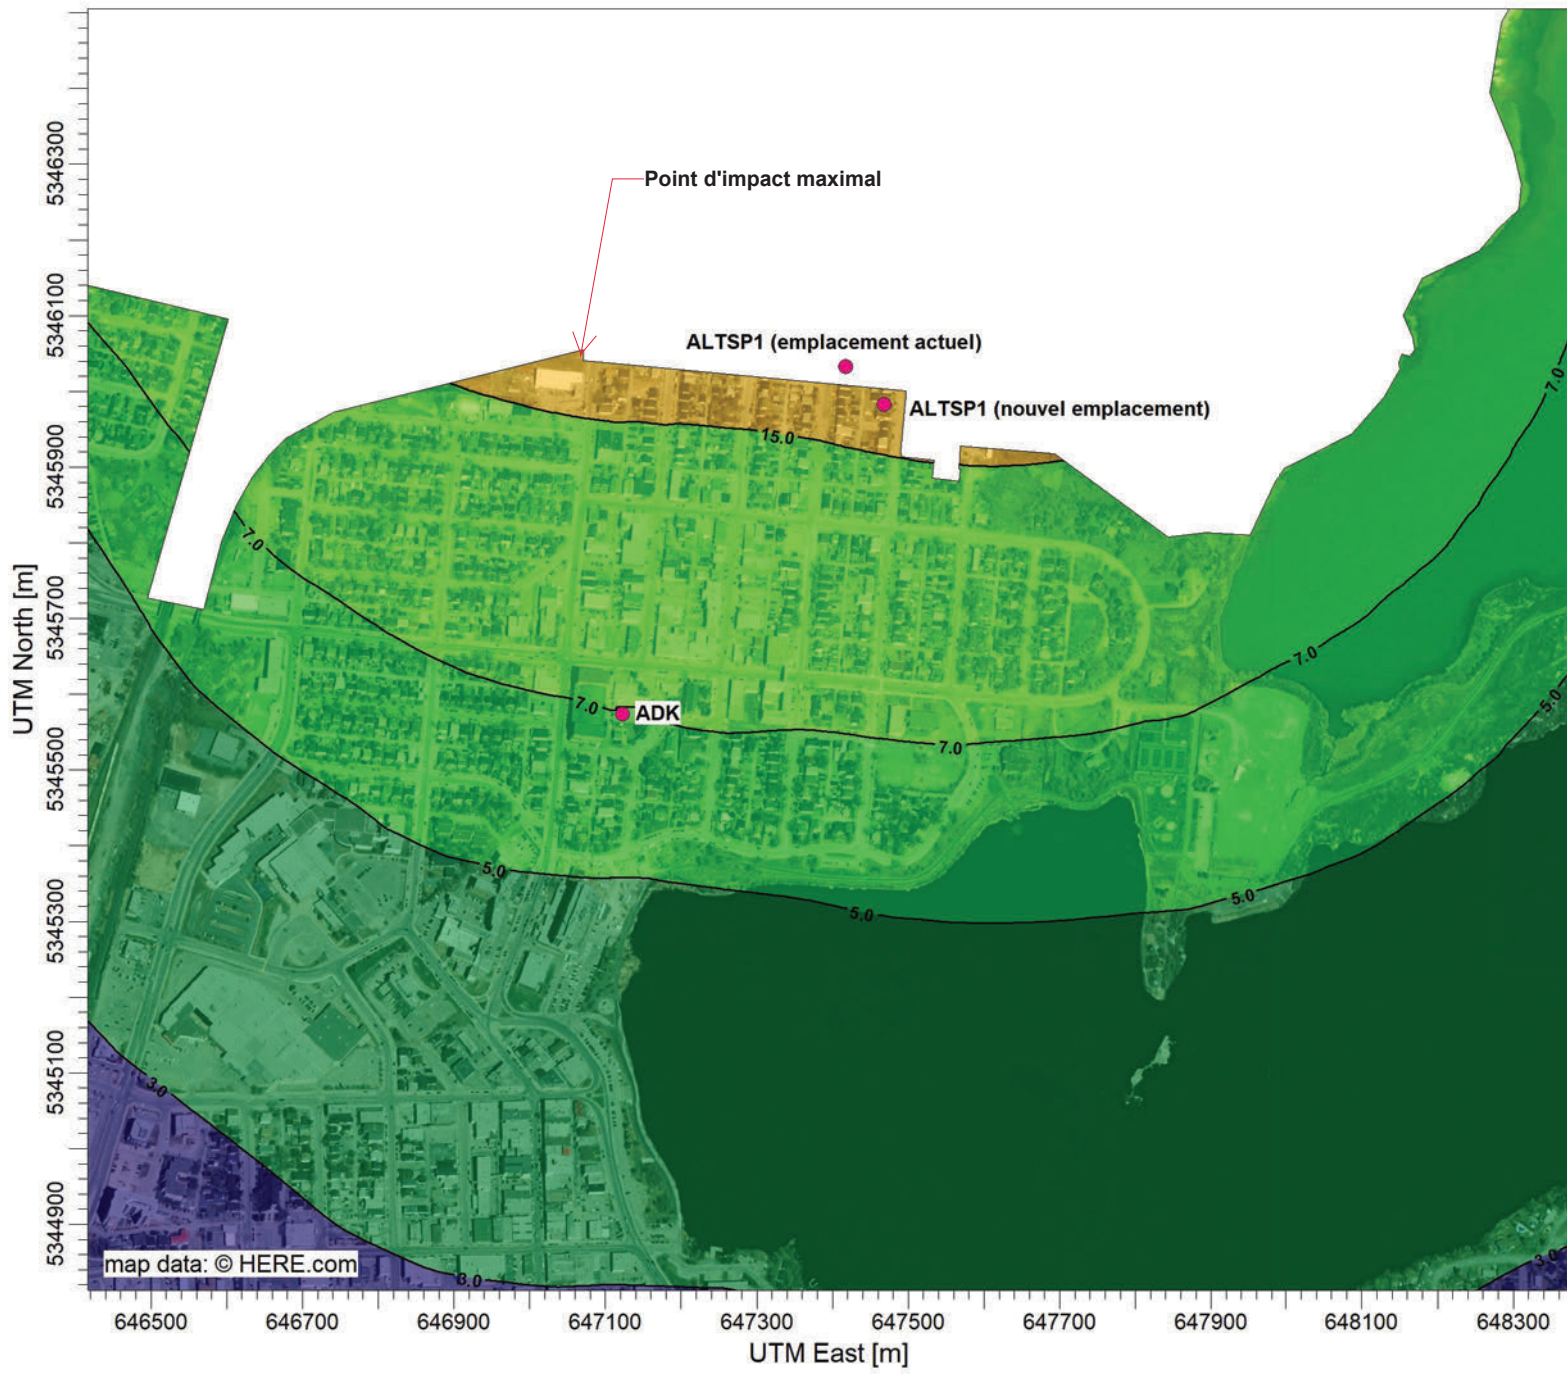 5346300
Point d'impact maximal
5346100
ALTSP1 (emplacement actuel)
7.0
ALTSP1 (nouvel emplacement)
15.0
5345900
7.0
5345700
UTM North [m]
7.0
5.0
7.0
ADK
7.0
5345500
5.0
5.0
5.0
5345300
5345100
3.0
5344900
map data: © HERE.com
3.0
3.0
646500 646700 646900 647100 647300 647500 647700 647900 648100 648300
UTM East [m]